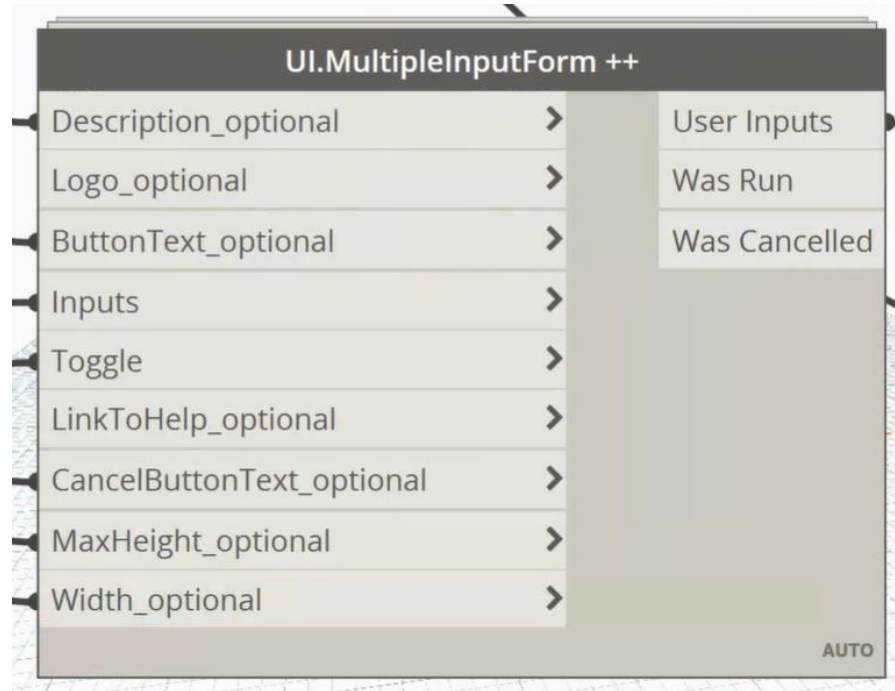 UI.MultipleInputForm ++
Description_optional
User Inputs
Logo_optional
Was Run
ButtonText_optional
Was Cancelled
Inputs
Toggle
LinkToHelp_optional
CancelButtonText_optional
MaxHeight_optional
Width_optional
AUTO